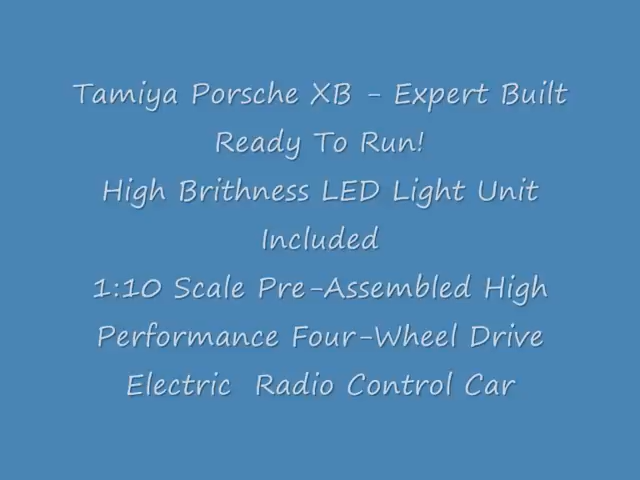 Tamiya Porsche XB - Expert Built
Ready To Run!
High Brithness LED Light Unit
Included
1:10 Scale Pre-Assembled High
Performance Four-Wheel Drive
Electric  Radio Control Car